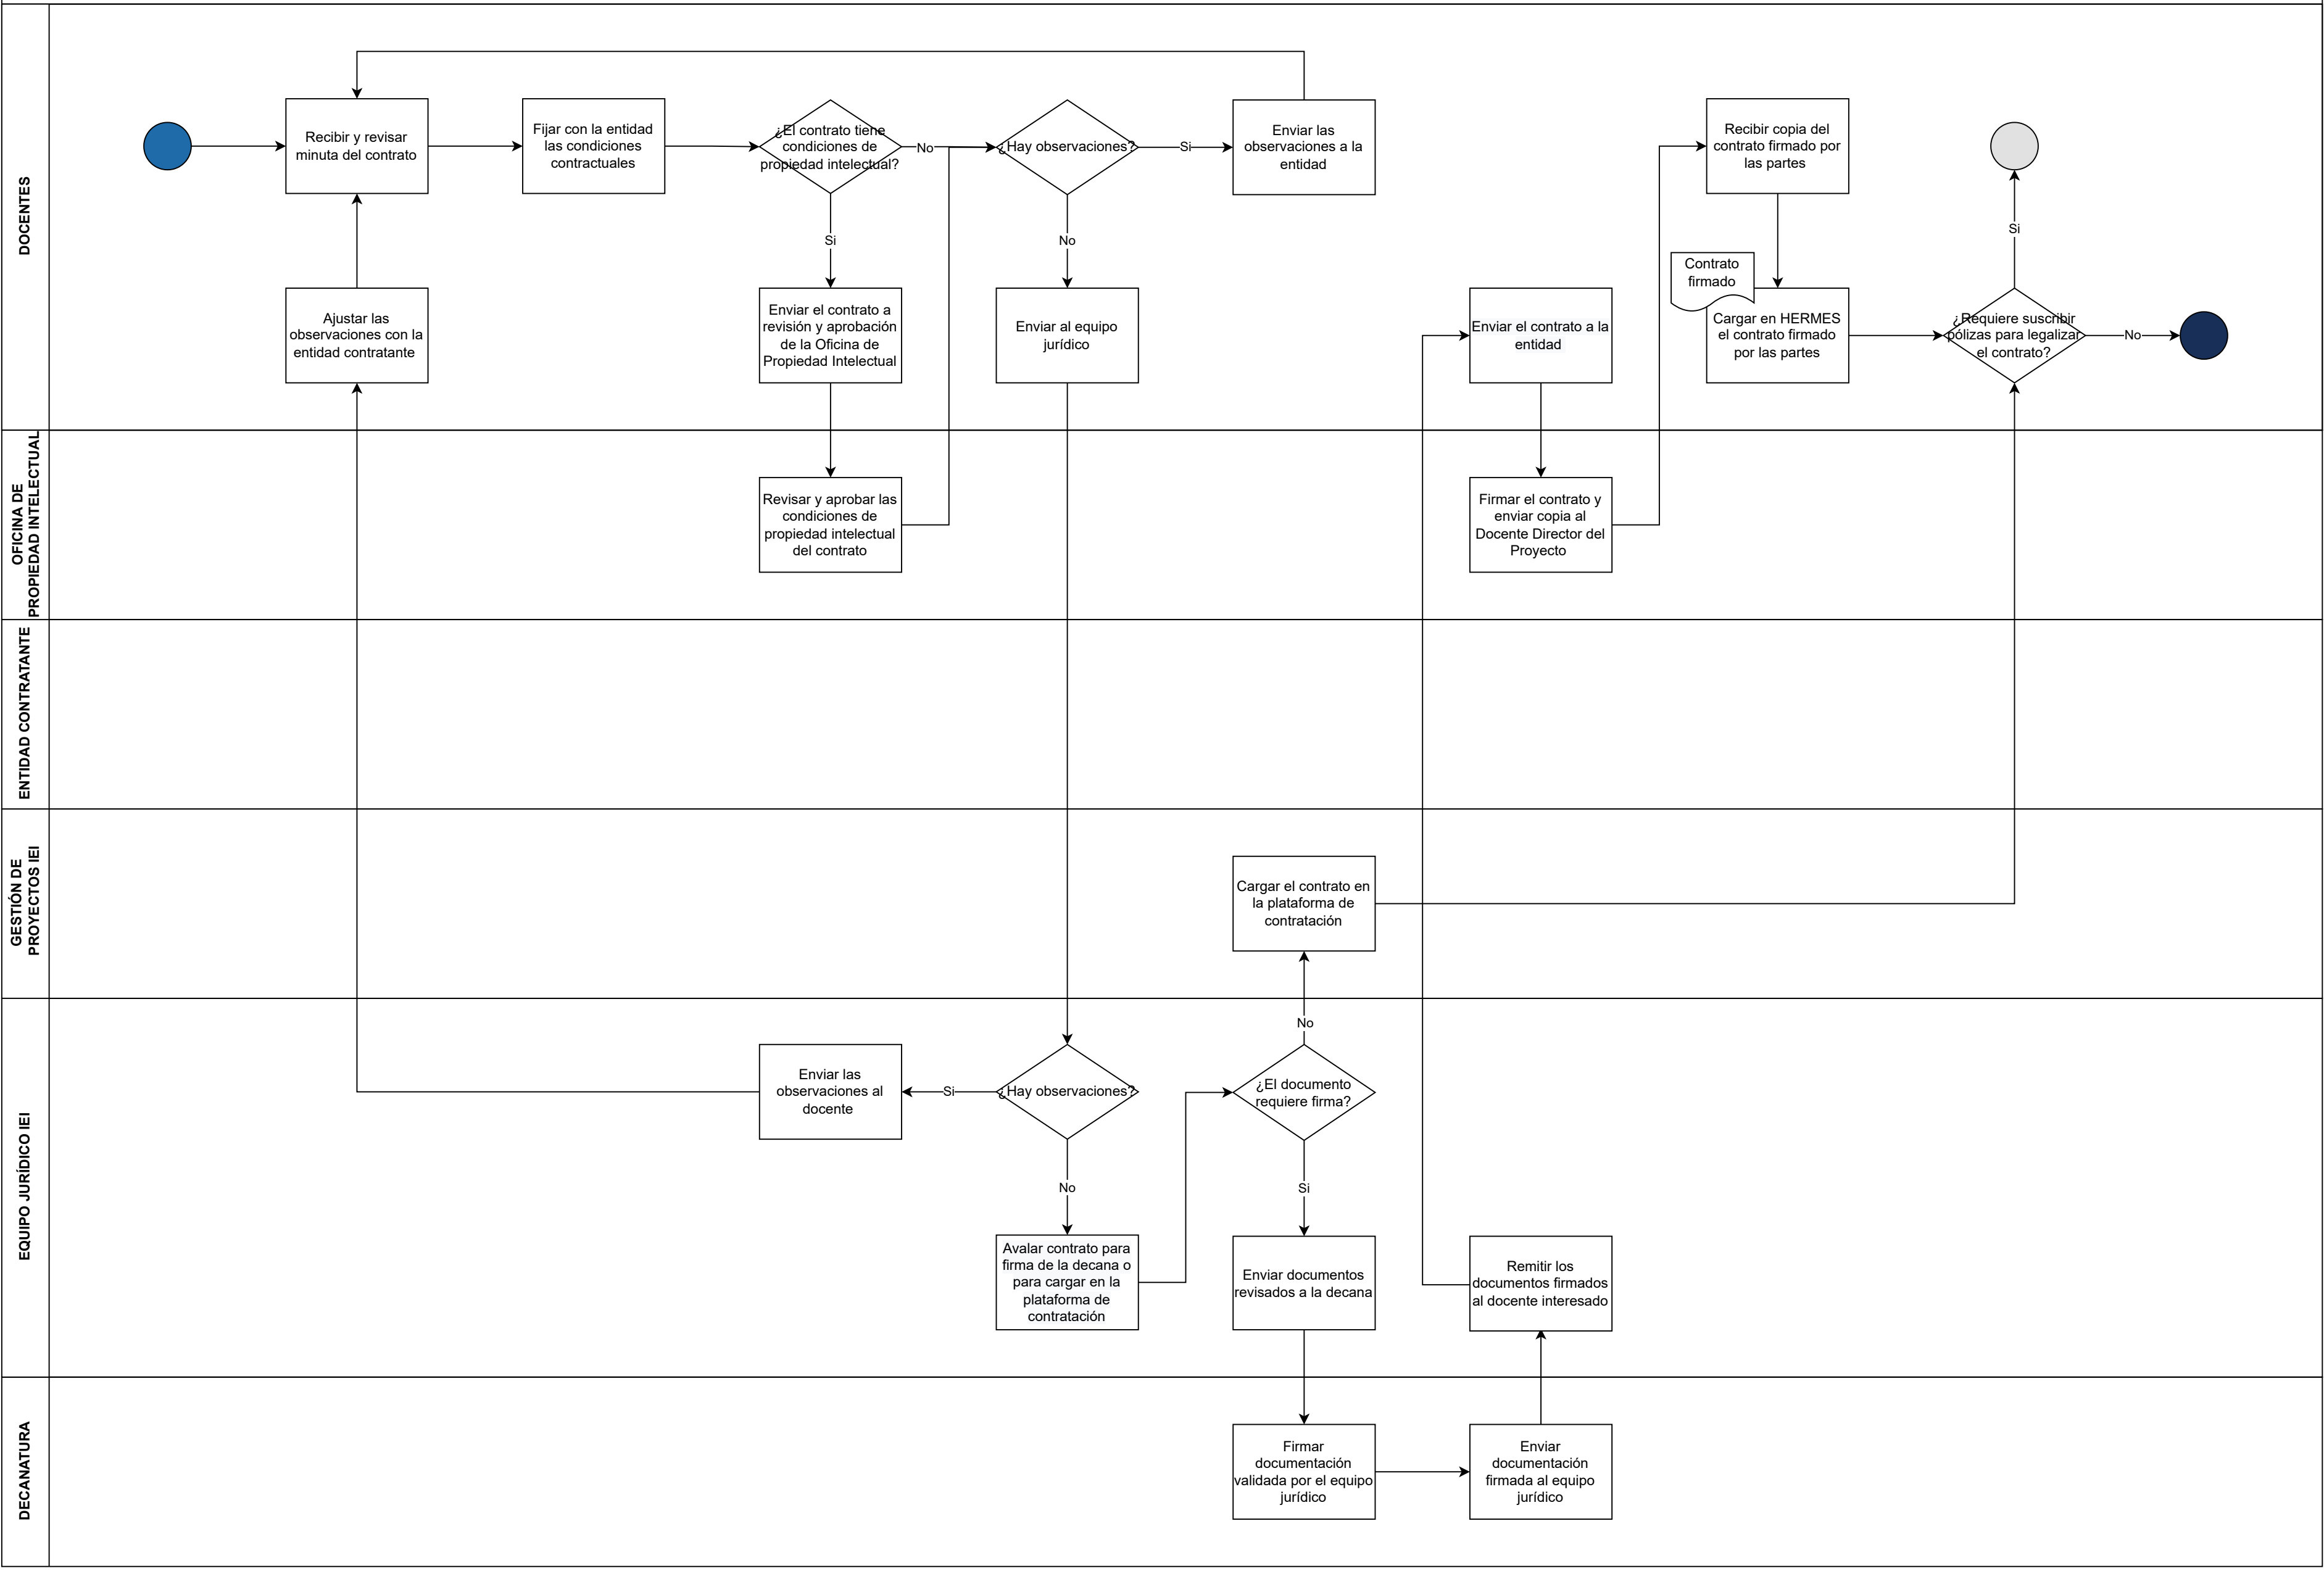 DOCENTES
Recibir y revisar
minuta del contrato
Fijar con la entidad
las condiciones
contractuales
¿El contrato tiene
condiciones de
propiedad intelectual?
No
¿Hay observaciones?
Si
Enviar las
observaciones a la
entidad
Recibir copia del
contrato firmado por
las partes
Si
No
Si
Ajustar las
observaciones con la
entidad contratante
Enviar el contrato a
revisión y aprobación
de la Oficina de
Propiedad Intelectual
Enviar al equipo
jurídico
Enviar el contrato a la
entidad
Contrato
firmado
Cargar en HERMES
el contrato firmado
por las partes
¿Requiere suscribir
pólizas para legalizar
el contrato?
No
OFICINA DE
PROPIEDAD INTELECTUAL
Revisar y aprobar las
condiciones de
propiedad intelectual
del contrato
Firmar el contrato y
enviar copia al
Docente Director del
Proyecto
ENTIDAD CONTRATANTE
GESTIÓN DE
PROYECTOS IEI
Cargar el contrato en
la plataforma de
contratación
EQUIPO JURÍDICO IEI
No
Enviar las
observaciones al
docente
Si
¿Hay observaciones?
¿El documento
requiere firma?
No
Si
Avalar contrato para
firma de la decana o
para cargar en la
plataforma de
contratación
Enviar documentos
revisados a la decana
Remitir los
documentos firmados
al docente interesado
DECANATURA
Firmar
documentación
validada por el equipo
jurídico
Enviar
documentación
firmada al equipo
jurídico